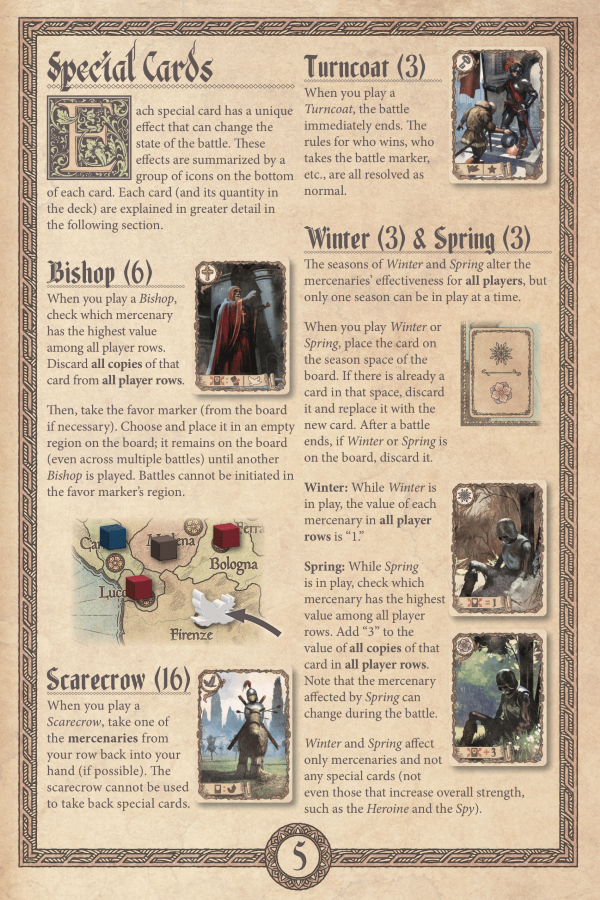 Special Cards
Each special card has a unique
effect that can change the
state of the battle. These
effects are summarized by a
group of icons on the bottom
of each card. Each card (and its quantity in
the deck) are explained in greater detail in
the following section.
Bishop (6)
When you play a Bishop,
check which mercenary
has the highest value
among all player rows.
Discard all copies of that
card from all player rows.
Then, take the favor marker (from the board
if necessary). Choose and place it in an empty
region on the board; it remains on the board
(even across multiple battles) until another
Bishop is played. Battles cannot be initiated in
the favor marker's region.
Bologna
Firenze
Scarecrow (16)
When you play a
Scarecrow, take one of
the mercenaries from
your row back into your
hand (if possible). The
scarecrow cannot be used
to take back special cards.
Turncoat (3)
When you play a
Turncoat, the battle
immediately ends. The
rules for who wins, who
takes the battle marker,
etc., are all resolved as
normal.
Winter (3) & Spring (3)
The seasons of Winter and Spring alter the
mercenaries' effectiveness for all players, but
only one season can be in play at a time.
When you play Winter or
Spring, place the card on
the season space of the
board. If there is already a
card in that space, discard
it and replace it with the
new card. After a battle
ends, if Winter or Spring is
on the board, discard it.
Winter: While Winter is
in play, the value of each
mercenary in all player
rows is "1."
=1
Spring: While Spring
is in play, check which
mercenary has the highest
value among all player
rows. Add "3" to the
value of all copies of that
card in all player rows.
Note that the mercenary
affected by Spring can
change during the battle.
+3
Winter and Spring affect
only mercenaries and not
any special cards (not
even those that increase overall strength,
such as the Heroine and the Spy).
5